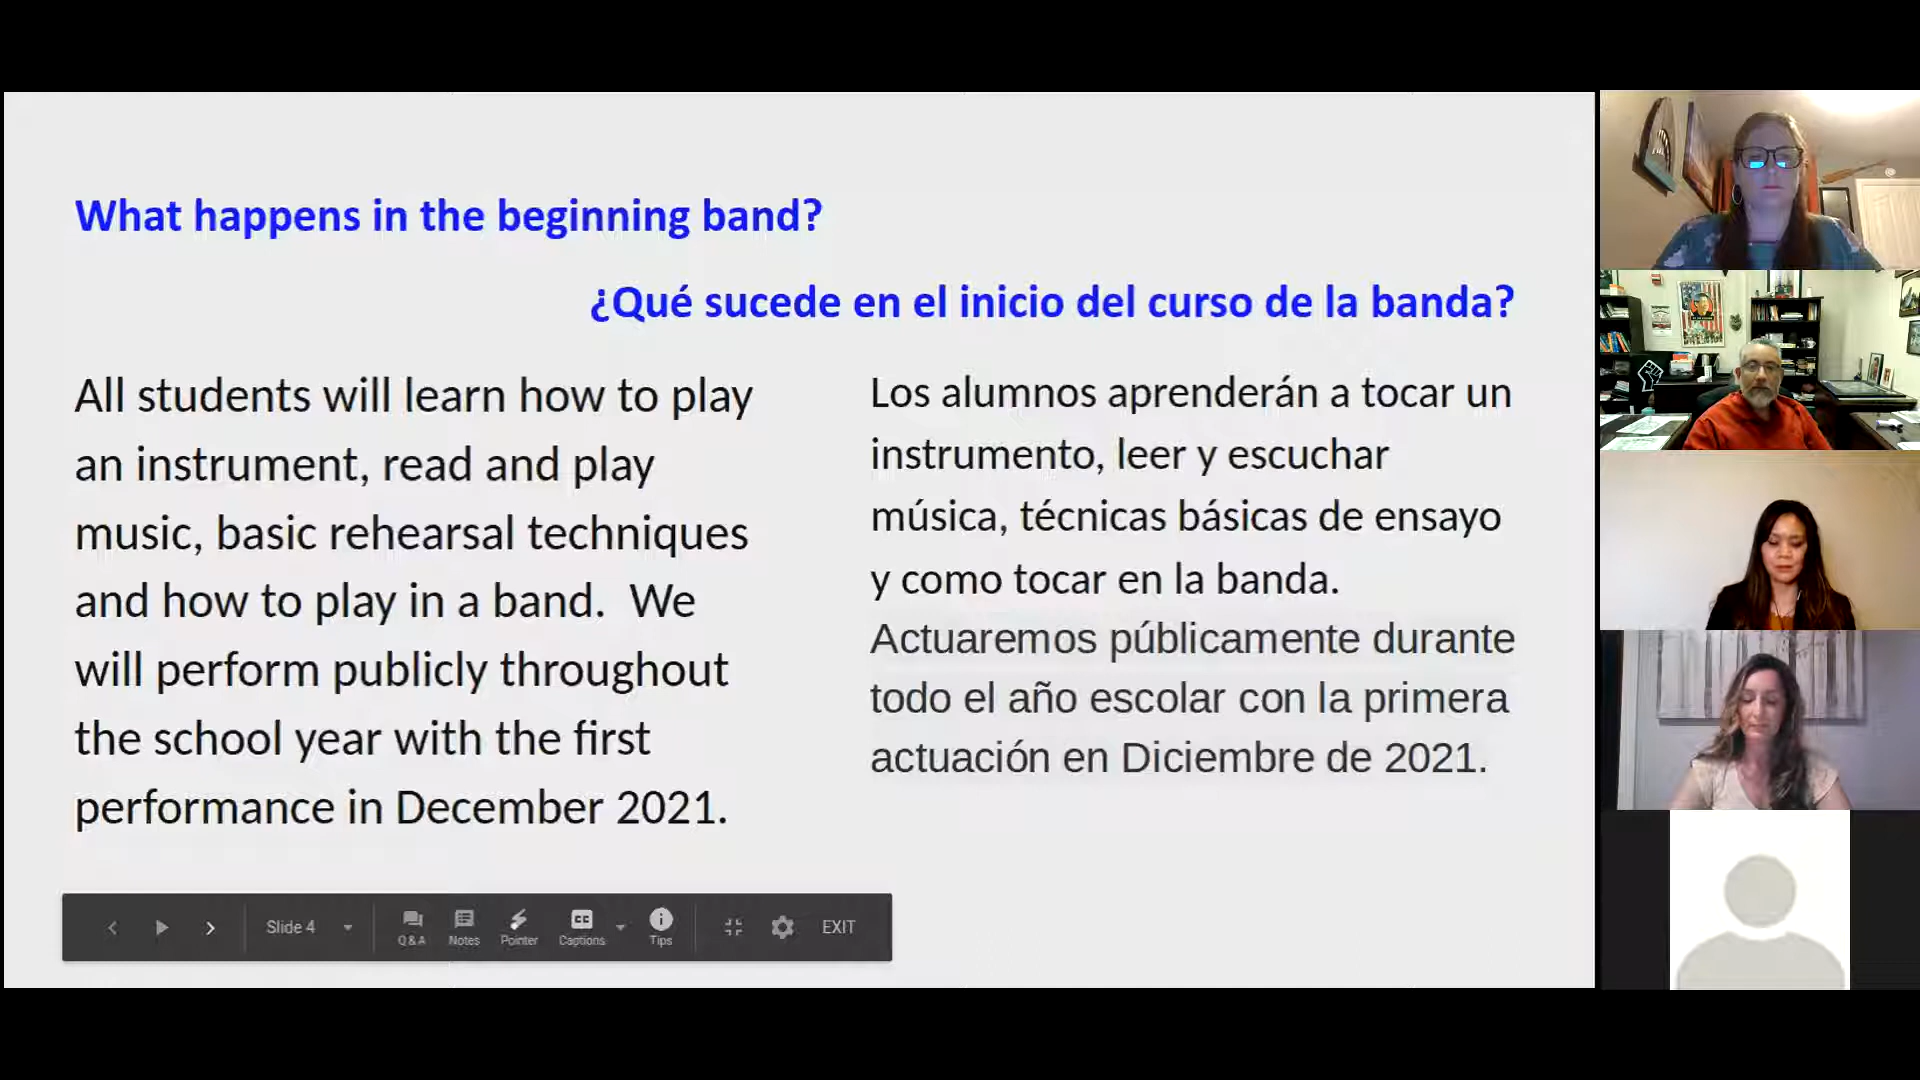 What happens in the beginning band?
¿Qué sucede en el inicio del curso de la banda?
All students will learn how to play
an instrument, read and play
music, basic rehearsal techniques
and how to play in a band.  We
will perform publicly throughout
the school year with the first
performance in December 2021.
Los alumnos aprenderán a tocar un
instrumento, leer y escuchar
música, técnicas básicas de ensayo
y como tocar en la banda.
Actuaremos públicamente durante
todo el año escolar con la primera
actuación en Diciembre de 2021.
Slide 4
Q&A
Notes
Pointer
CC
Captions
Tips
EXIT